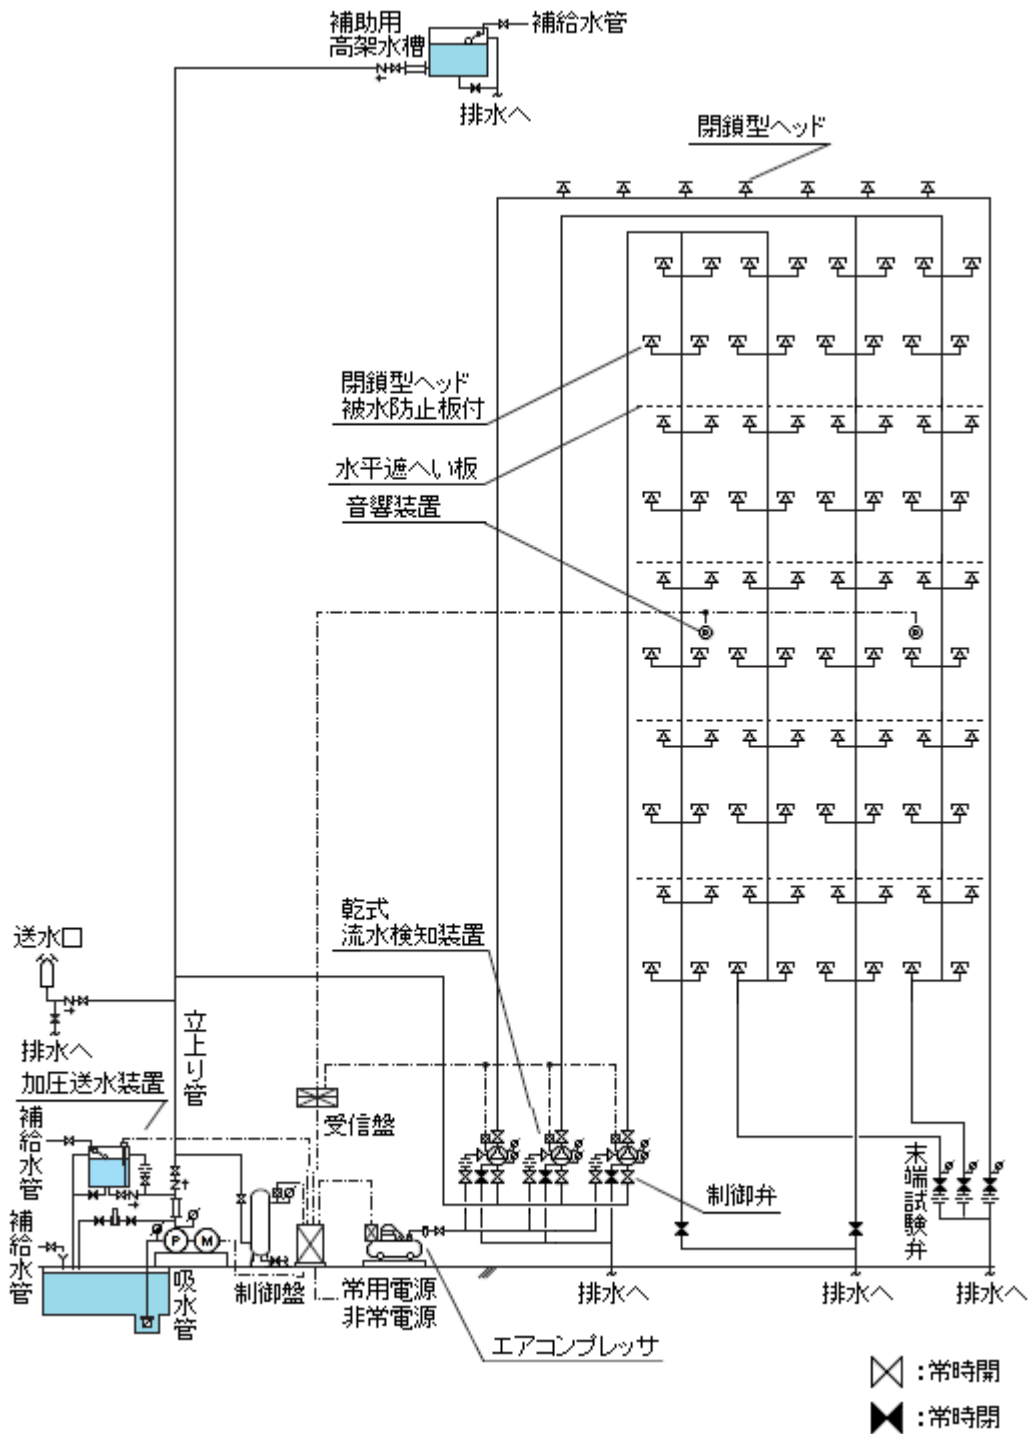 補助用
高架水槽
補給水管
排水へ
閉鎖型ヘッド
閉鎖型ヘッド
被水防止板付
水平遮へい板
音響装置
乾式
流水検知装置
送水口
排水へ
立上り管
加圧送水装置
補給水管
受信盤
制御弁
末端試験弁
補給水管
P
M
吸水管
制御盤
常用電源
非常電源
エアコンプレッサ
排水へ
排水へ
排水へ
:常時開
:常時閉